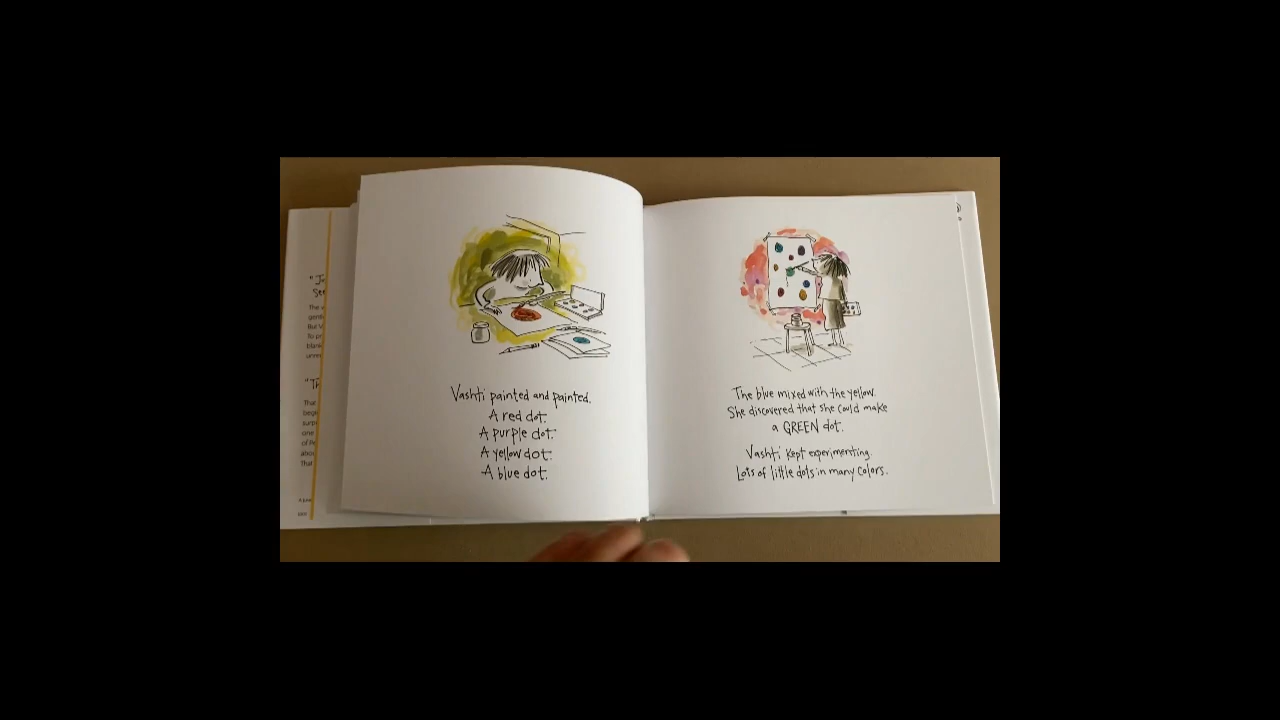 Vashti painted and painted.
A red dot.
A purple dot.
A yellow dot.
A blue dot.
The blue mixed with the yellow.
She discovered that she could make
a GREEN dot.
Vashti kept experimenting.
Lots of little dots in many colors.